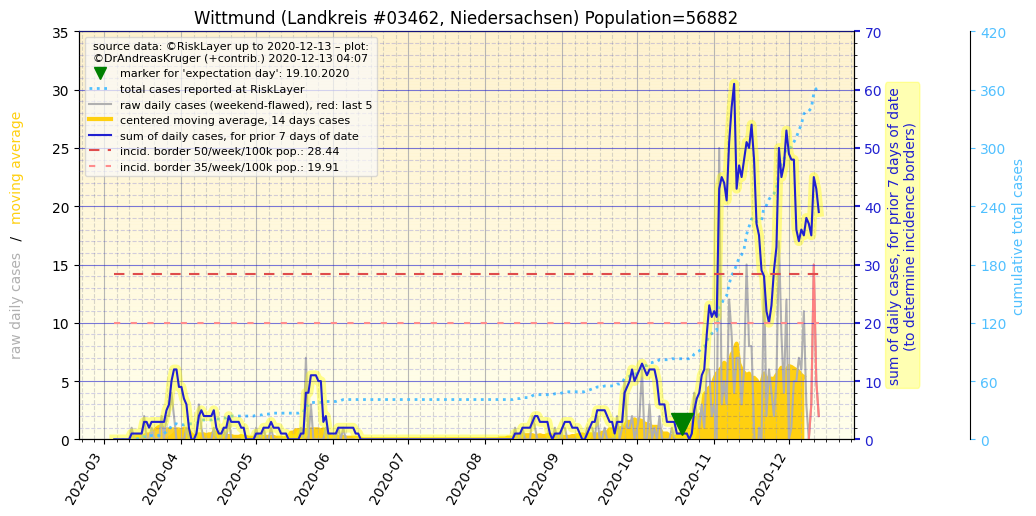 Wittmund (Landkreis #03462, Niedersachsen) Population=56882
source data: ©RiskLayer up to 2020-12-13 – plot:
©DrAndreasKruger (+contrib.) 2020-12-13 04:07
marker for 'expectation day': 19.10.2020
total cases reported at RiskLayer
raw daily cases (weekend-flawed), red: last 5
centered moving average, 14 days cases
sum of daily cases, for prior 7 days of date
incid. border 50/week/100k pop.: 28.44
incid. border 35/week/100k pop.: 19.91
raw daily cases / moving average
35
30
25
20
15
10
5
0
2020-03
2020-04
2020-05
2020-06
2020-07
2020-08
2020-09
2020-10
2020-11
2020-12
70
60
50
40
30
20
10
0
sum of daily cases, for prior 7 days of date
(to determine incidence borders)
420
360
300
240
180
120
60
0
cumulative total cases